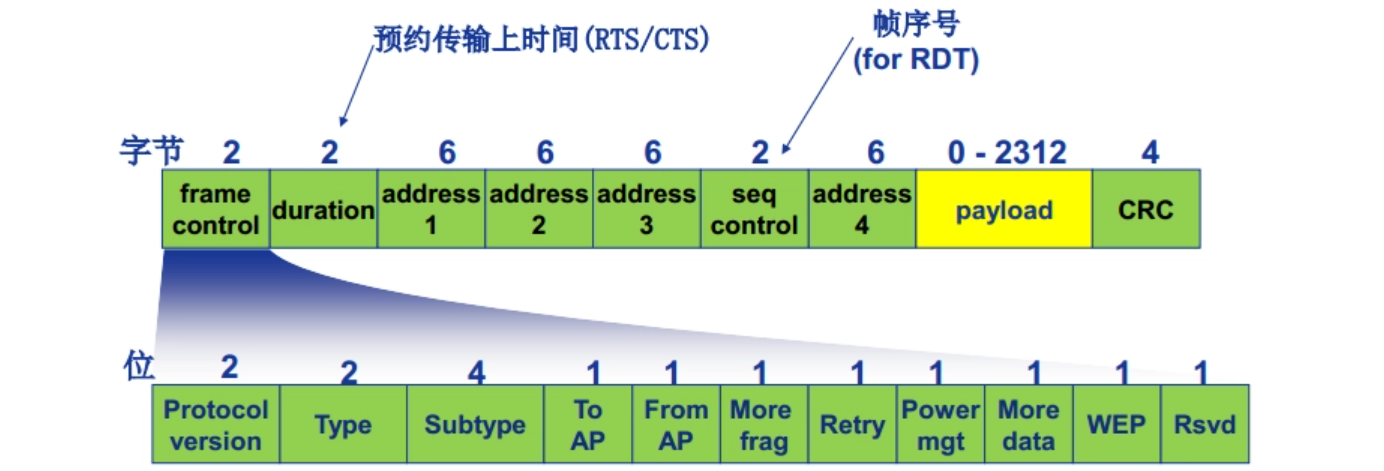 预约传输上时间(RTS/CTS)
帧序号
(for RDT)
字节 2 2 6 6 6 2 6 0 - 2312 4
frame control duration address 1 address 2 address 3 seq control address 4 payload CRC
位 2 2 4 1 1 1 1 1 1 1 1
Protocol version Type Subtype To AP From AP More frag Retry Power mgt More data WEP Rsvd